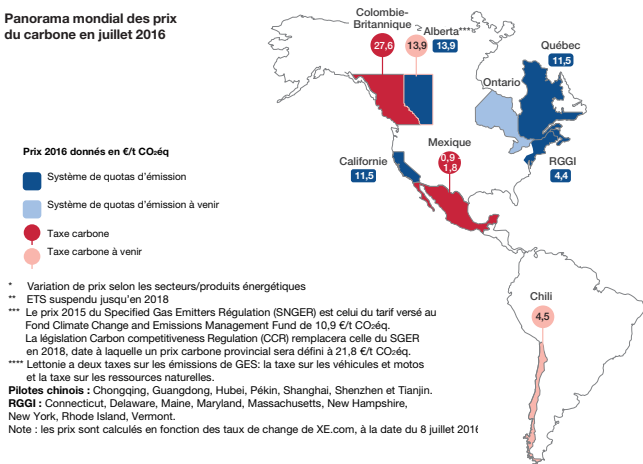 Panorama mondial des prix
du carbone en juillet 2016
Colombie-
Britannique
27,6
Alberta***
13,9
13,9
Québec
11,5
Ontario
Mexique
0,9 -
1,8
Californie
11,5
RGGI
4,4
Prix 2016 donnés en €/t CO₂éq
Système de quotas d'émission
Système de quotas d'émission à venir
Taxe carbone
Taxe carbone à venir
Chili
4,5
* Variation de prix selon les secteurs/produits énergétiques
** ETS suspendu jusqu'en 2018
*** Le prix 2015 du Specified Gas Emitters Régulation (SNGER) est celui du tarif versé au
Fond Climate Change and Emissions Management Fund de 10,9 €/t CO₂éq.
La législation Carbon competitiveness Regulation (CCR) remplacera celle du SGER
en 2018, date à laquelle un prix carbone provincial sera défini à 21,8 €/t CO₂éq.
**** Lettonie a deux taxes sur les émissions de GES: la taxe sur les véhicules et motos
et la taxe sur les ressources naturelles.
Pilotes chinois : Chongqing, Guangdong, Hubei, Pékin, Shanghai, Shenzhen et Tianjin.
RGGI : Connecticut, Delaware, Maine, Maryland, Massachusetts, New Hampshire,
New York, Rhode Island, Vermont.
Note : les prix sont calculés en fonction des taux de change de XE.com, à la date du 8 juillet 2016